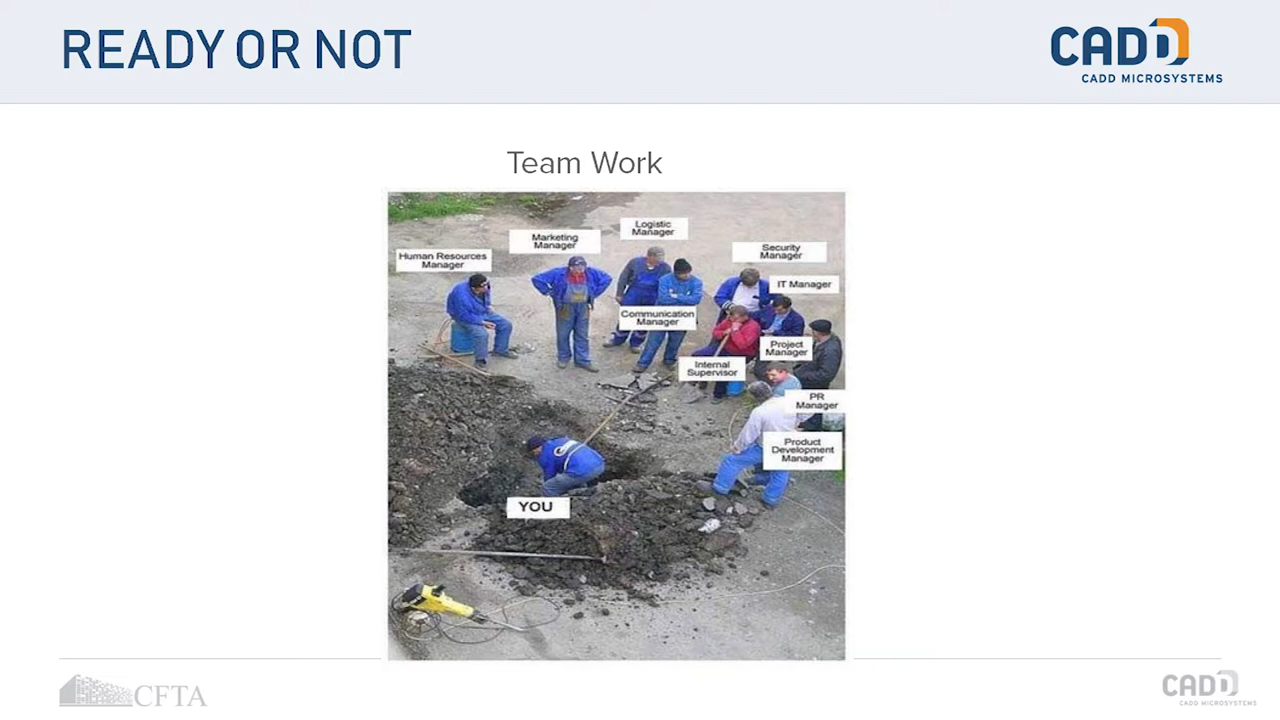 READY OR NOT
CADD
CADD MICROSYSTEMS
Team Work
Human Resources
Manager
Marketing
Manager
Logistic
Manager
Security
Manager
IT Manager
Communication
Manager
Project
Manager
Internal
Supervisor
PR
Manager
Product
Development
Manager
YOU
CFTA
CADD
CADD MICROSYSTEMS